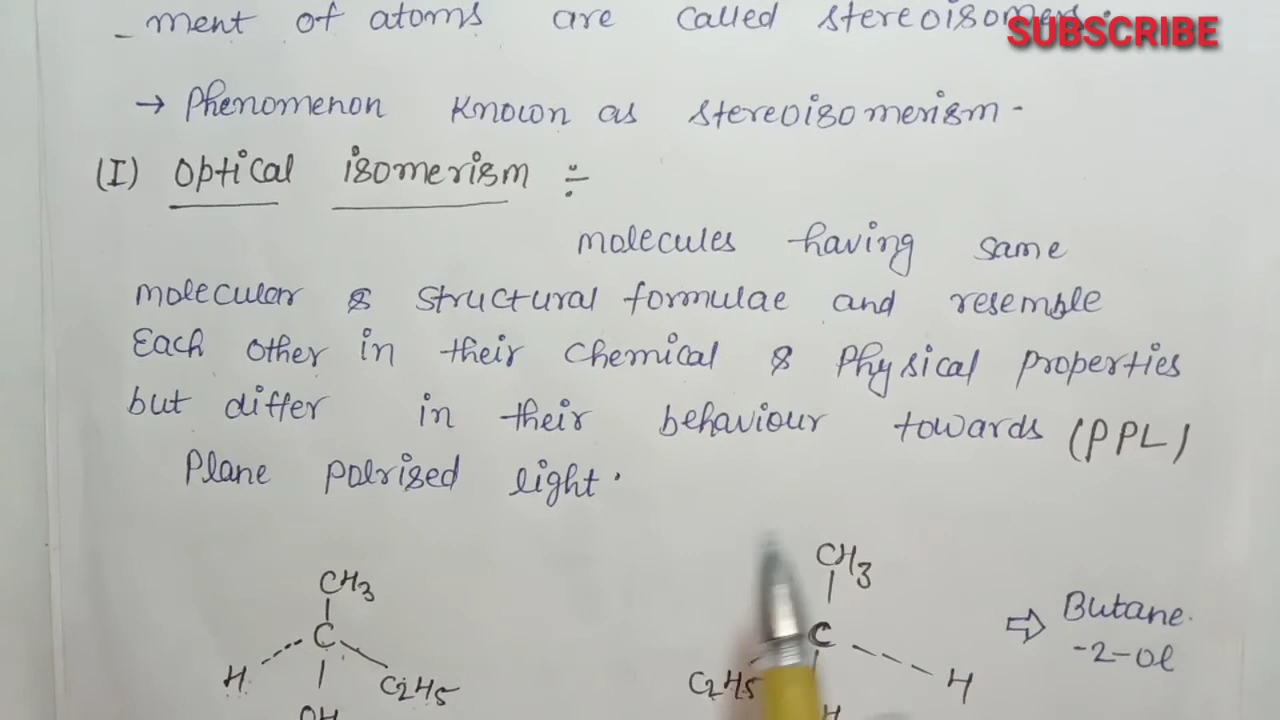 ment of atoms are called stereoisomers.
SUBSCRIBE
→ Phenomenon known as stereoisomerism-
(I) Optical isomerism ÷
molecules having same
molecular & structural formulae and resemble
Each other in their chemical & physical properties
but differ in their behaviour towards (PPL)
Plane polrised light.
CH3 CH3
C C ⇒ Butane.
-2-ol
H C2H5 C2H5 H
OH H